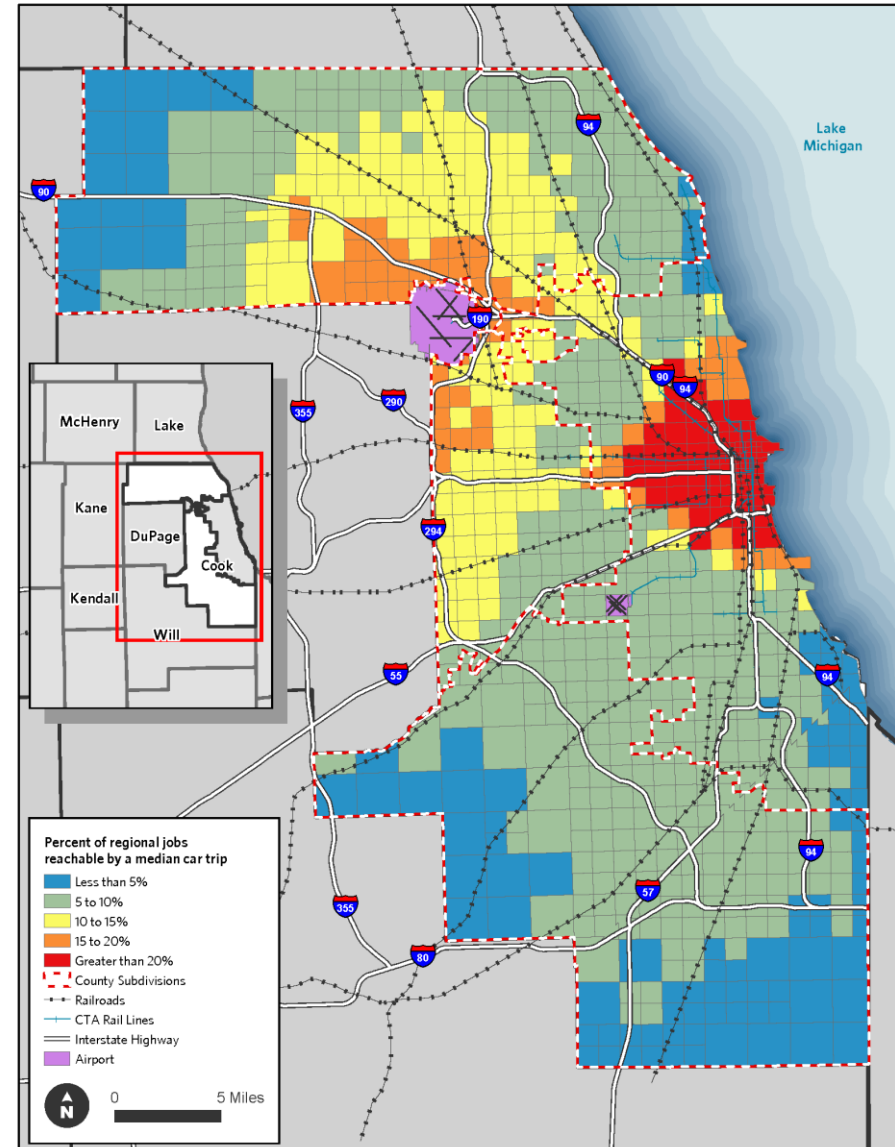 94
Lake
Michigan
90
190
90
94
355
290
McHenry
Lake
Kane
DuPage
Cook
Kendall
Will
294
55
94
94
57
355
80
Percent of regional jobs
reachable by a median car trip
Less than 5%
5 to 10%
10 to 15%
15 to 20%
Greater than 20%
County Subdivisions
Railroads
CTA Rail Lines
Interstate Highway
Airport
N
0 5 Miles